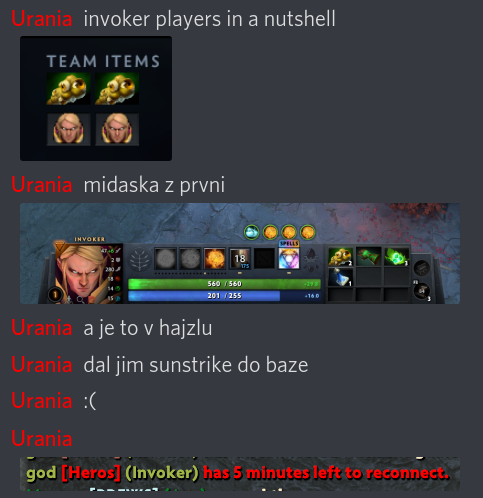 Urania invoker players in a nutshell
TEAM ITEMS
Urania midaska z prvni
INVOKER
SPELLS
18
175
560 / 560
201 / 255
+16.0
Urania a je to v hajzlu
Urania dal jim sunstrike do baze
Urania :(
Urania
god [Heros] (Invoker) has 5 minutes left to reconnect.